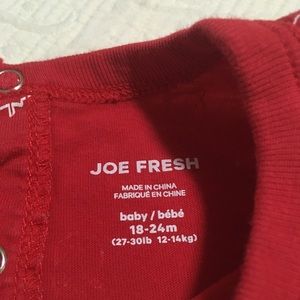 JOE FRESH
MADE IN CHINA
FABRIQUÉ EN CHINE
baby / bébé
18-24m
(27-30lb 12-14kg)